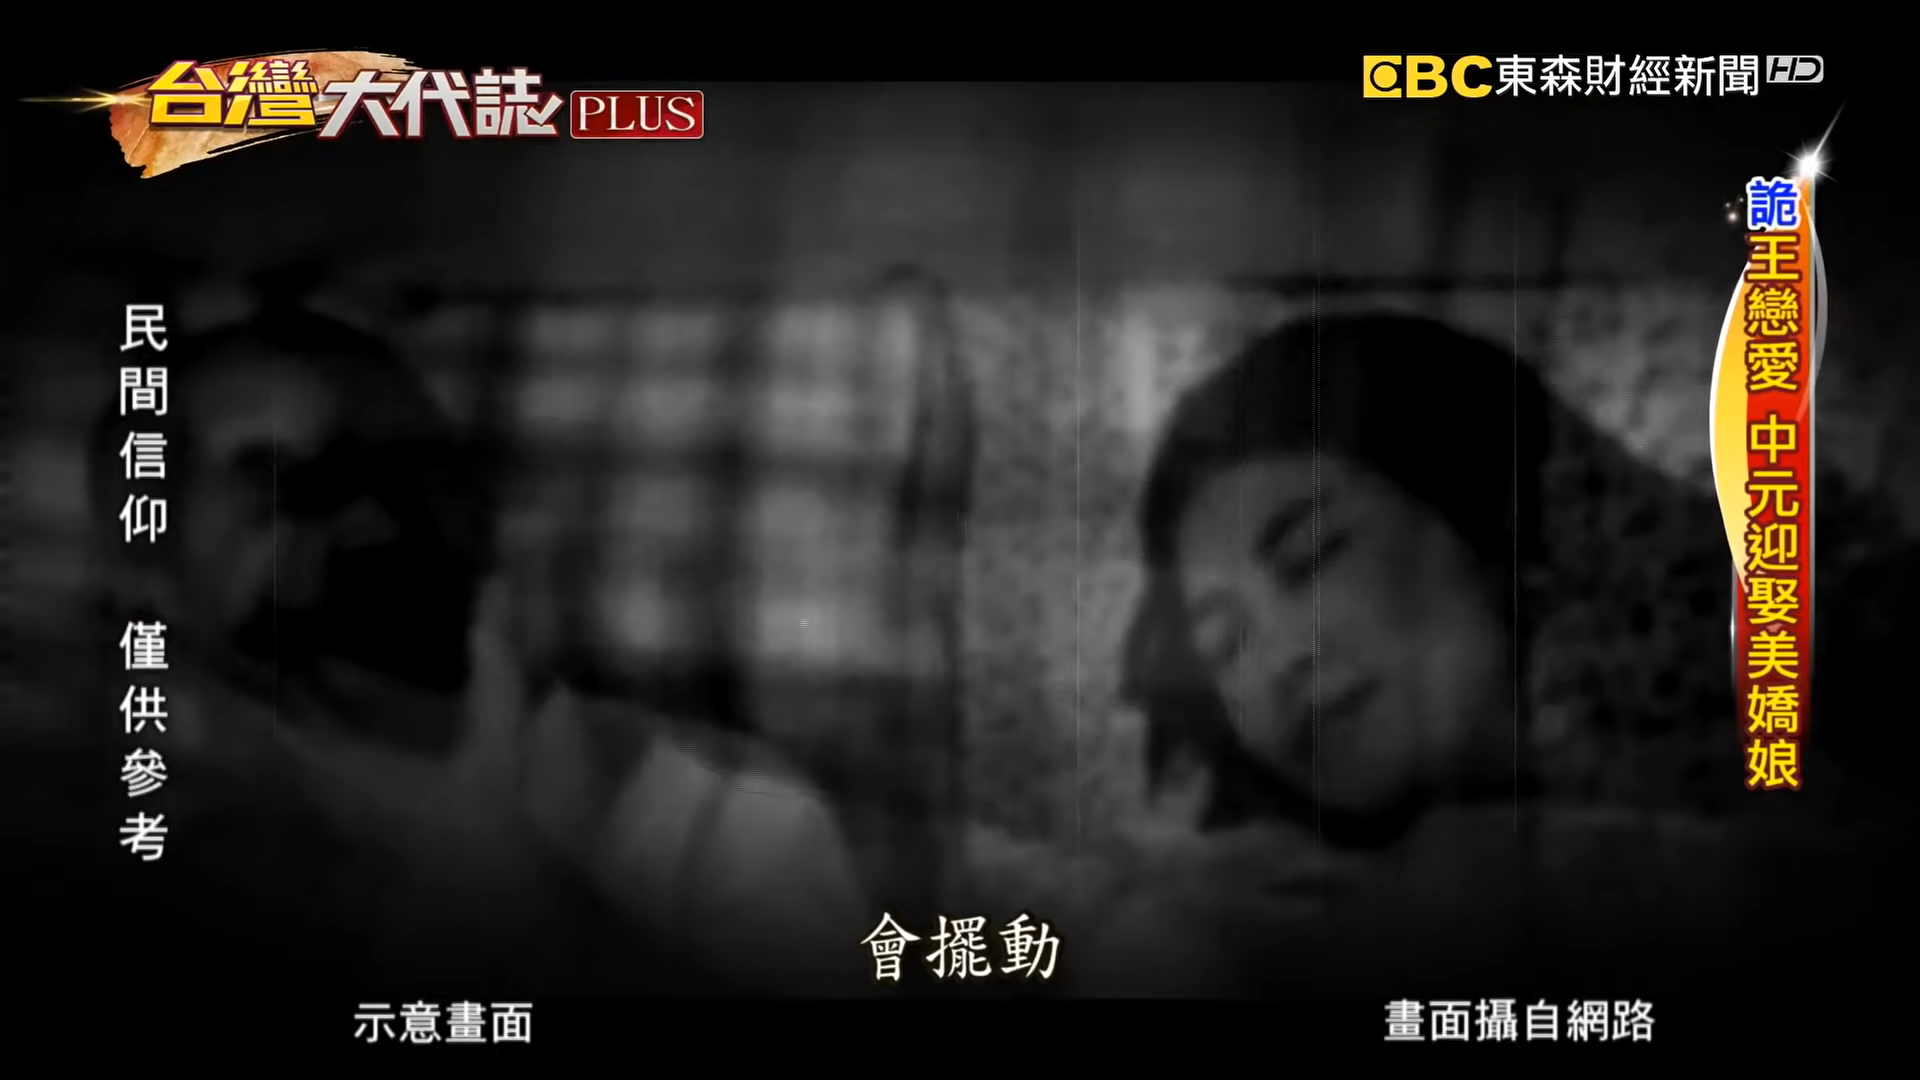 台灣大代誌 PLUS
EBC東森財經新聞HD
詭王戀愛 中元迎娶美嬌娘
民間信仰 僅供參考
會擺動
示意畫面
畫面攝自網路